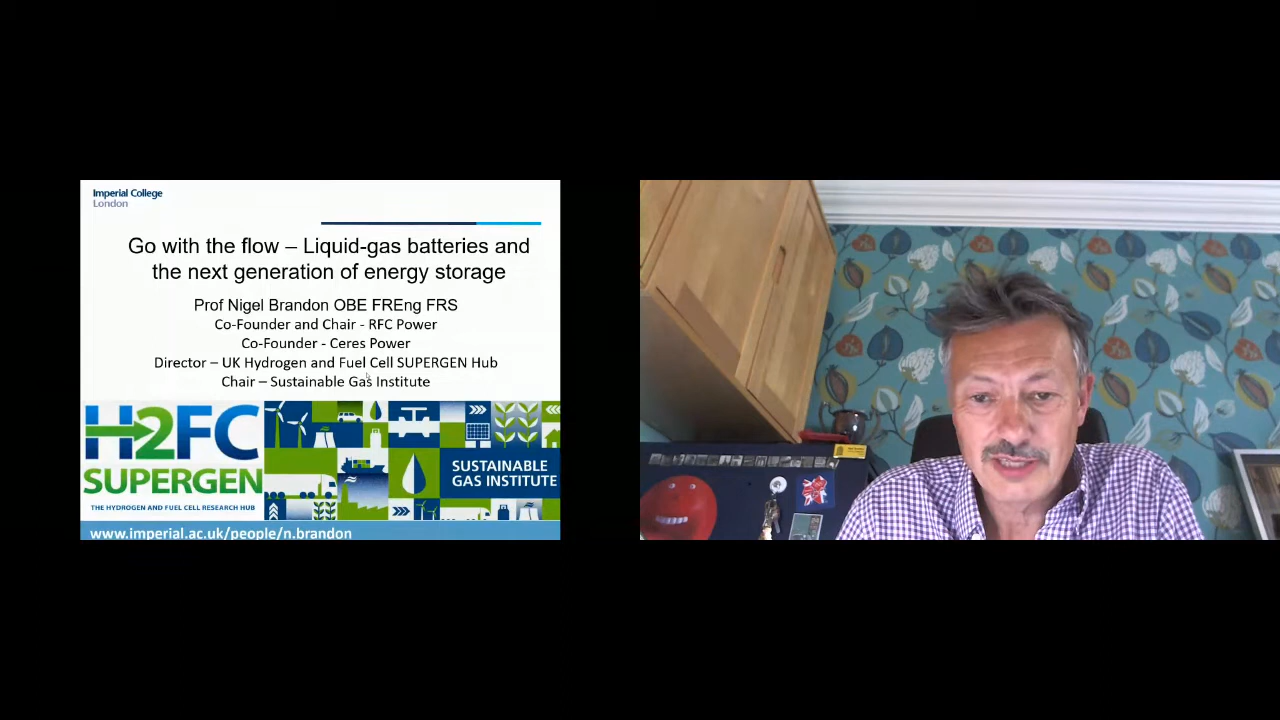 Imperial College
London
Go with the flow – Liquid-gas batteries and
the next generation of energy storage
Prof Nigel Brandon OBE FREng FRS
Co-Founder and Chair - RFC Power
Co-Founder - Ceres Power
Director – UK Hydrogen and Fuel Cell SUPERGEN Hub
Chair – Sustainable Gas Institute
H2FC
SUPERGEN
THE HYDROGEN AND FUEL CELL RESEARCH HUB
SUSTAINABLE
GAS INSTITUTE
www.imperial.ac.uk/people/n.brandon